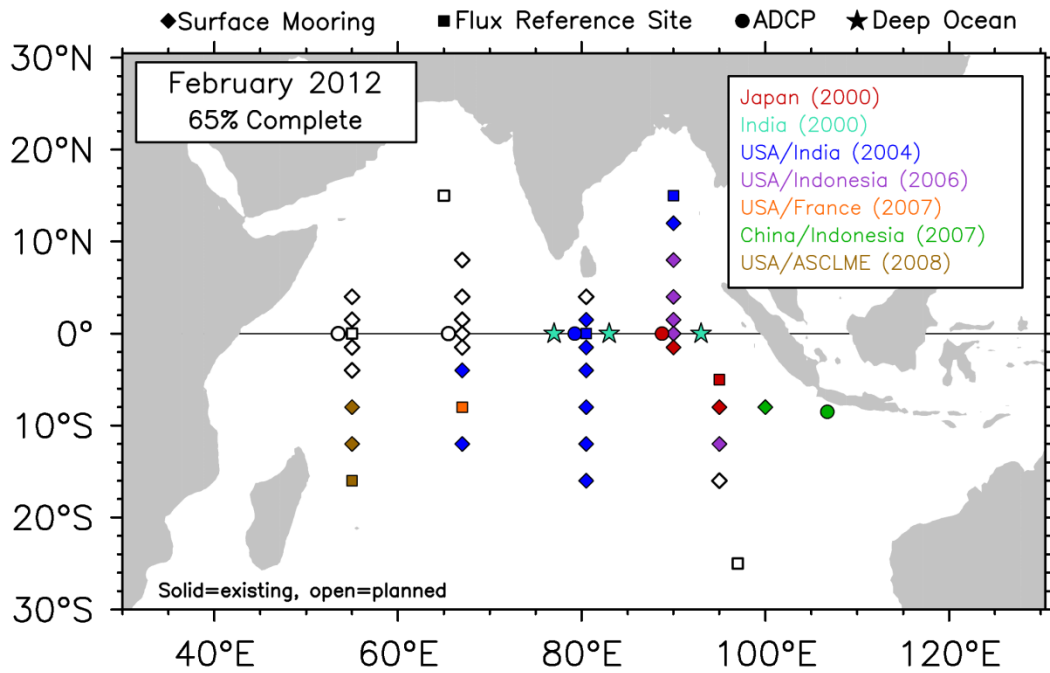 Surface Mooring Flux Reference Site ADCP Deep Ocean
February 2012
65% Complete
Japan (2000)
India (2000)
USA/India (2004)
USA/Indonesia (2006)
USA/France (2007)
China/Indonesia (2007)
USA/ASCLME (2008)
30°N
20°N
10°N
0°
10°S
20°S
30°S
Solid=existing, open=planned
40°E 60°E 80°E 100°E 120°E